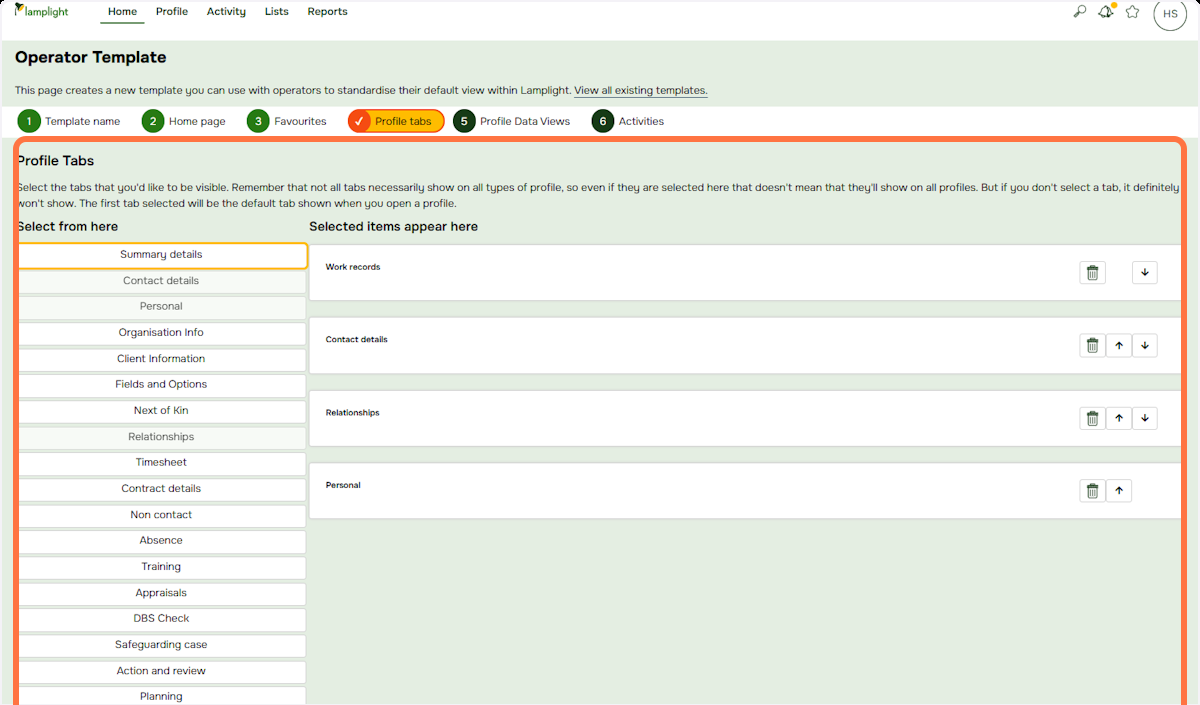 lamplight
Home
Profile
Activity
Lists
Reports
HS
Operator Template
This page creates a new template you can use with operators to standardise their default view within Lamplight. View all existing templates.
1 Template name
2 Home page
3 Favourites
Profile tabs
5 Profile Data Views
6 Activities
Profile Tabs
Select the tabs that you'd like to be visible. Remember that not all tabs necessarily show on all types of profile, so even if they are selected here that doesn't mean that they'll show on all profiles. But if you don't select a tab, it definitely
won't show. The first tab selected will be the default tab shown when you open a profile.
Select from here
Summary details
Contact details
Personal
Organisation Info
Client Information
Fields and Options
Next of Kin
Relationships
Timesheet
Contract details
Non contact
Absence
Training
Appraisals
DBS Check
Safeguarding case
Action and review
Planning
Selected items appear here
Work records
Contact details
Relationships
Personal